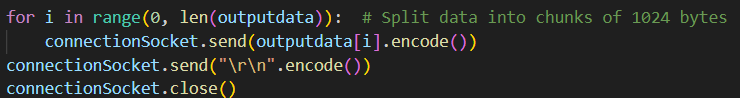 for i in range(0, len(outputdata)):  # Split data into chunks of 1024 bytes
    connectionSocket.send(outputdata[i].encode())
connectionSocket.send("\r\n".encode())
connectionSocket.close()